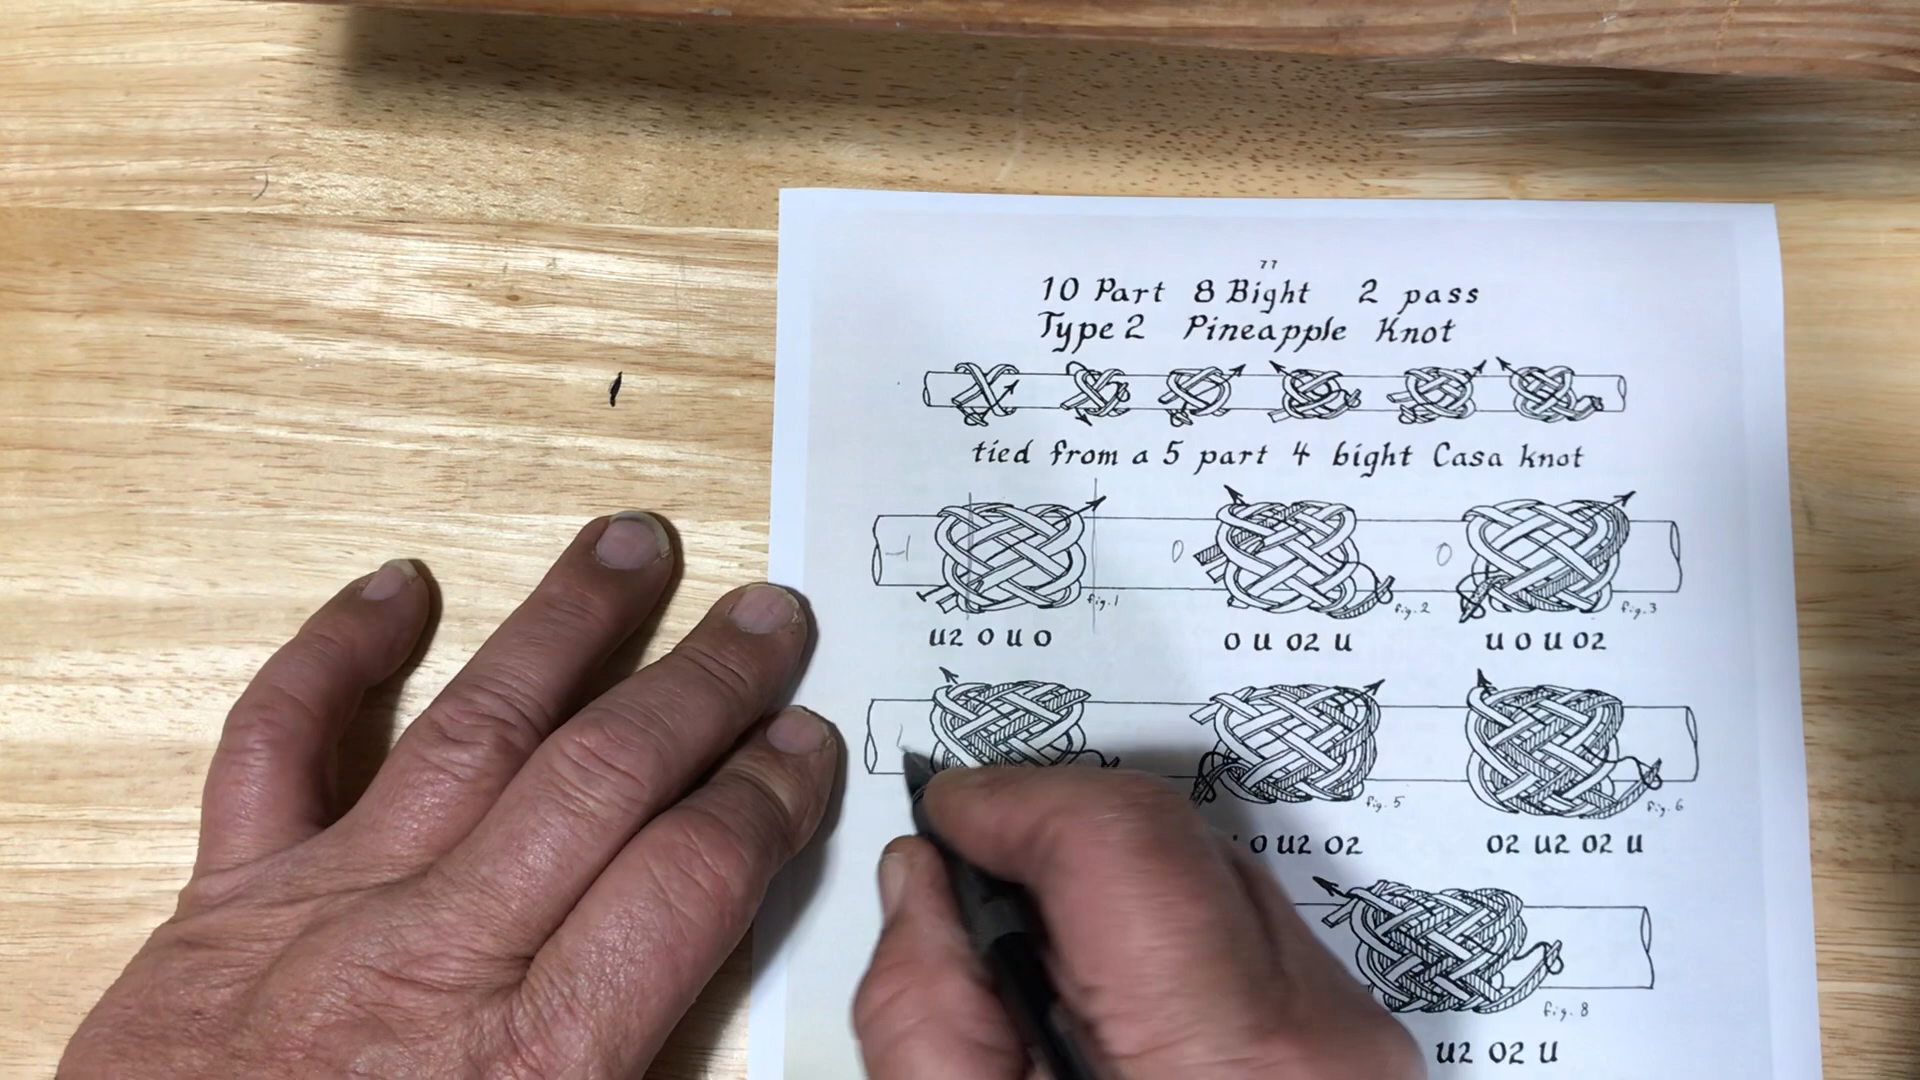 77
10 Part 8 Bight 2 pass
Type 2 Pineapple Knot
tied from a 5 part 4 bight Casa knot
0 0
fig. 1 fig. 2 fig. 3
U2 O U O O U O2 U U O U O2
fig. 5 fig. 6
O U2 O2 O2 U2 O2 U
fig. 8
U2 O2 U